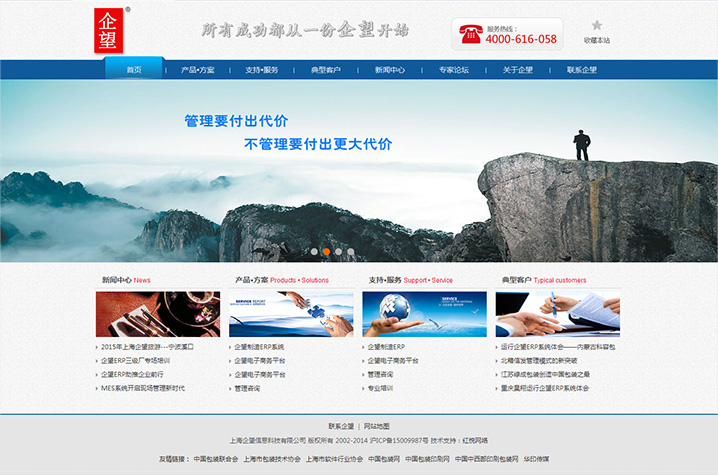 企望
®
所有成功都从一份企望开始
服务热线：
4000-616-058
收藏本站
首页 | 产品•方案 | 支持•服务 | 典型客户 | 新闻中心 | 专家论坛 | 关于企望 | 联系企望
管理要付出代价
不管理要付出更大代价
新闻中心 News
产品•方案 Products • Solutions
支持•服务 Support • Service
典型客户 Typical customers
SERVICE REPORT
SERVICE
2015年上海企望旅游---宁波溪口
企望ERP三级厂专场培训
企望ERP助推企业前行
MES系统开启现场管理新时代
企望制造ERP系统
企望电子商务平台
企望电子商务平台
管理咨询
企望制造ERP
企望电子商务平台
管理咨询
专业培训
运行企望ERP系统体会——内蒙古科容包
北精信发管理模式的新突破
江苏绿成包装创造中国包装之最
重庆昊翔运行企望ERP系统体会
联系企望 | 网站地图
上海企望信息科技有限公司 版权所有 2002-2014 沪ICP备15009987号 技术支持：红悦网络
友情链接： 中国包装联合会 上海市包装技术协会 上海市软件行业协会 中国包装网 中国包装印刷网 中国中西部印刷包装网 华印传媒